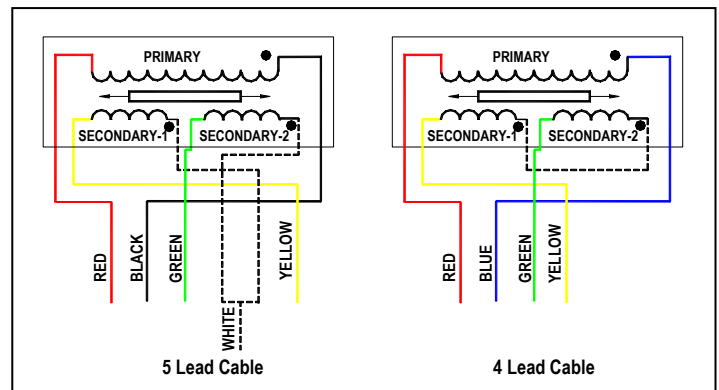 PRIMARY
SECONDARY-1
SECONDARY-2
RED
BLACK
GREEN
WHITE
YELLOW
5 Lead Cable
PRIMARY
SECONDARY-1
SECONDARY-2
RED
BLUE
GREEN
YELLOW
4 Lead Cable